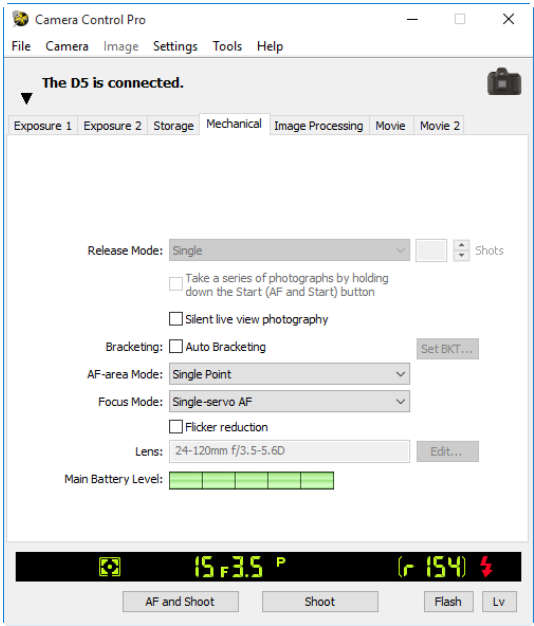 Camera Control Pro
File Camera Image Settings Tools Help
The D5 is connected.
Exposure 1 Exposure 2 Storage Mechanical Image Processing Movie Movie 2
Release Mode: Single Shots
Take a series of photographs by holding
down the Start (AF and Start) button
Silent live view photography
Bracketing: Auto Bracketing Set BKT...
AF-area Mode: Single Point
Focus Mode: Single-servo AF
Flicker reduction
Lens: 24-120mm f/3.5-5.6D Edit...
Main Battery Level:
15 F3.5 P (r 154)
AF and Shoot Shoot Flash Lv